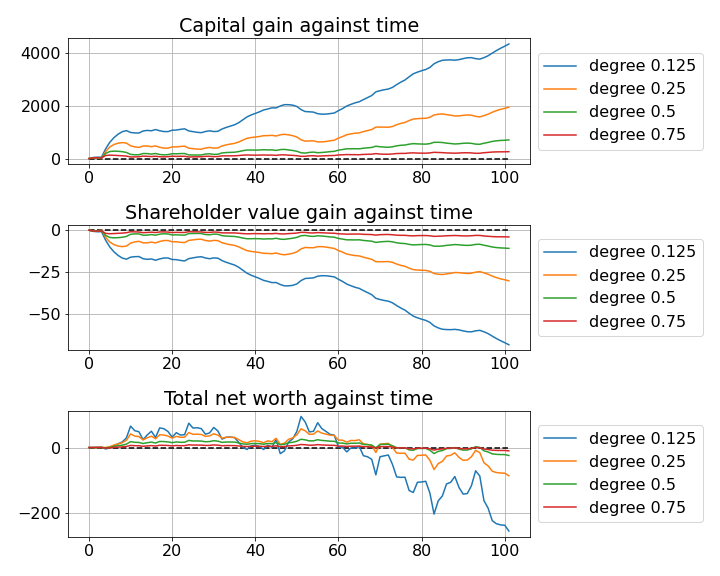 Capital gain against time
4000
2000
0
0 20 40 60 80 100
degree 0.125
degree 0.25
degree 0.5
degree 0.75
Shareholder value gain against time
0
−25
−50
0 20 40 60 80 100
degree 0.125
degree 0.25
degree 0.5
degree 0.75
Total net worth against time
0
−200
0 20 40 60 80 100
degree 0.125
degree 0.25
degree 0.5
degree 0.75